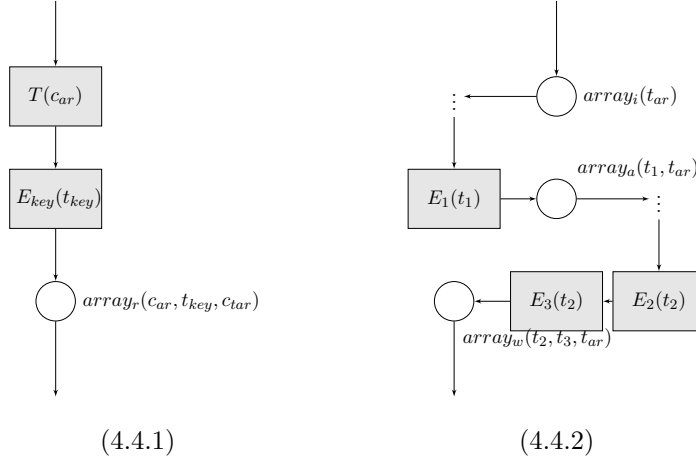 T(c_{ar})
E_{key}(t_{key})
array_r(c_{ar}, t_{key}, c_{tar})
(4.4.1)
array_i(t_{ar})
⋮
array_a(t_1, t_{ar})
E_1(t_1)
⋮
E_3(t_2)
E_2(t_2)
array_w(t_2, t_3, t_{ar})
(4.4.2)